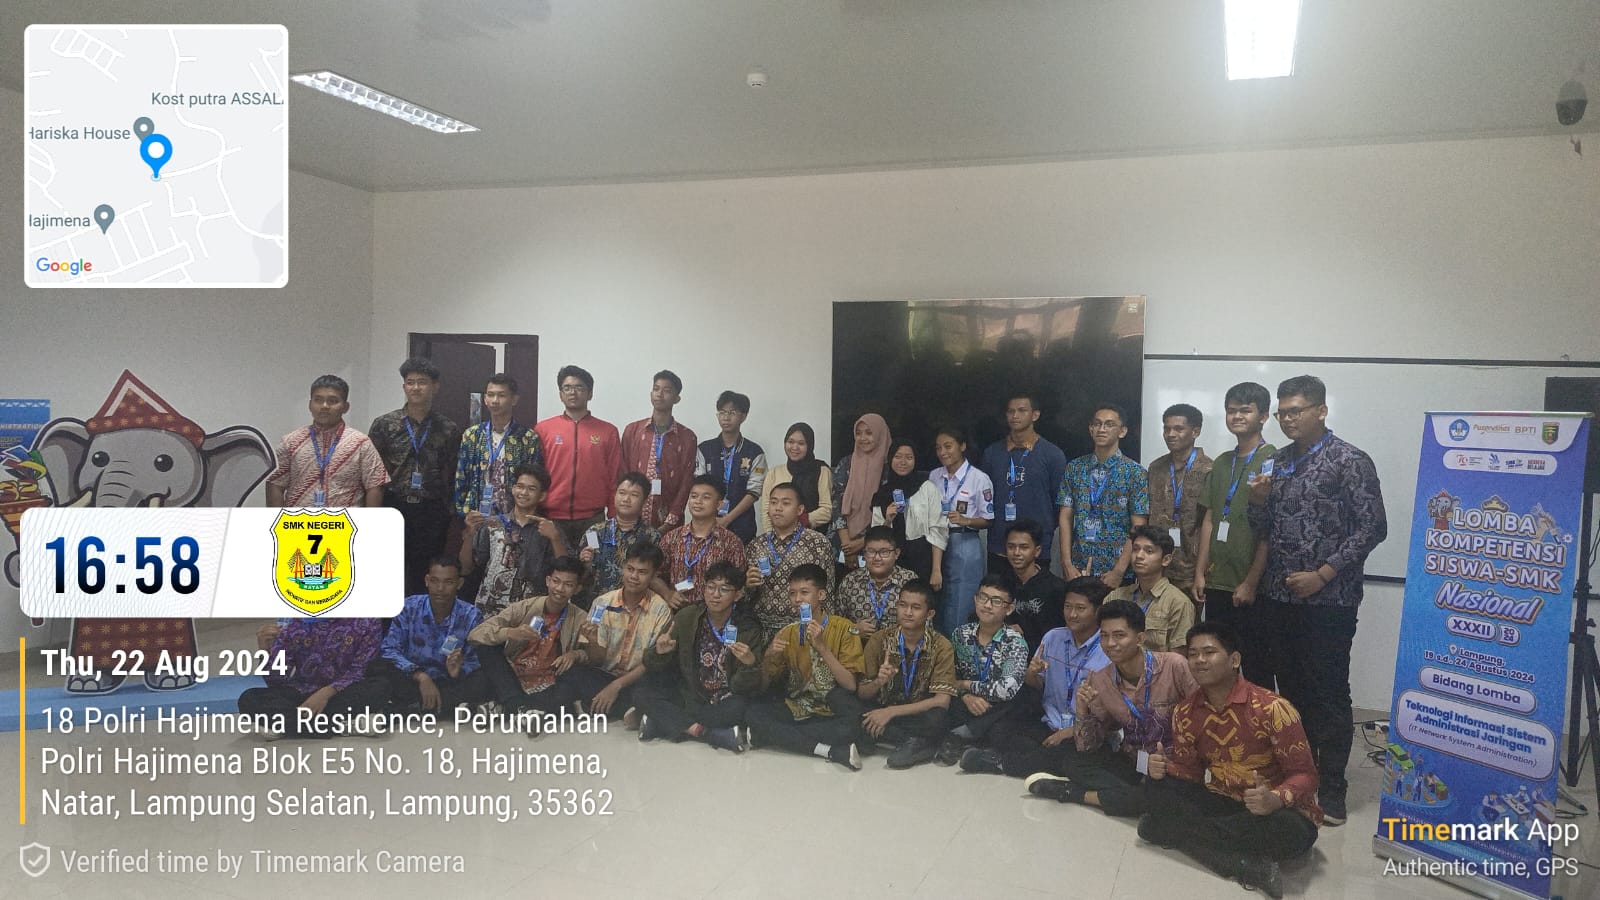 Kost putra ASSAL
Hariska House
Hajimena
Google
16:58
SMK NEGERI
7
Thu, 22 Aug 2024
18 Polri Hajimena Residence, Perumahan
Polri Hajimena Blok E5 No. 18, Hajimena,
Natar, Lampung Selatan, Lampung, 35362
Verified time by Timemark Camera
Puspresnas BPTI
LOMBA
KOMPETENSI
SISWA-SMK
Nasional
XXXII 2024
Lampung,
19 s.d. 24 Agustus 2024
Bidang Lomba
Teknologi Informasi Sistem
Administrasi Jaringan
(IT Network System Administration)
Timemark App
Authentic time, GPS